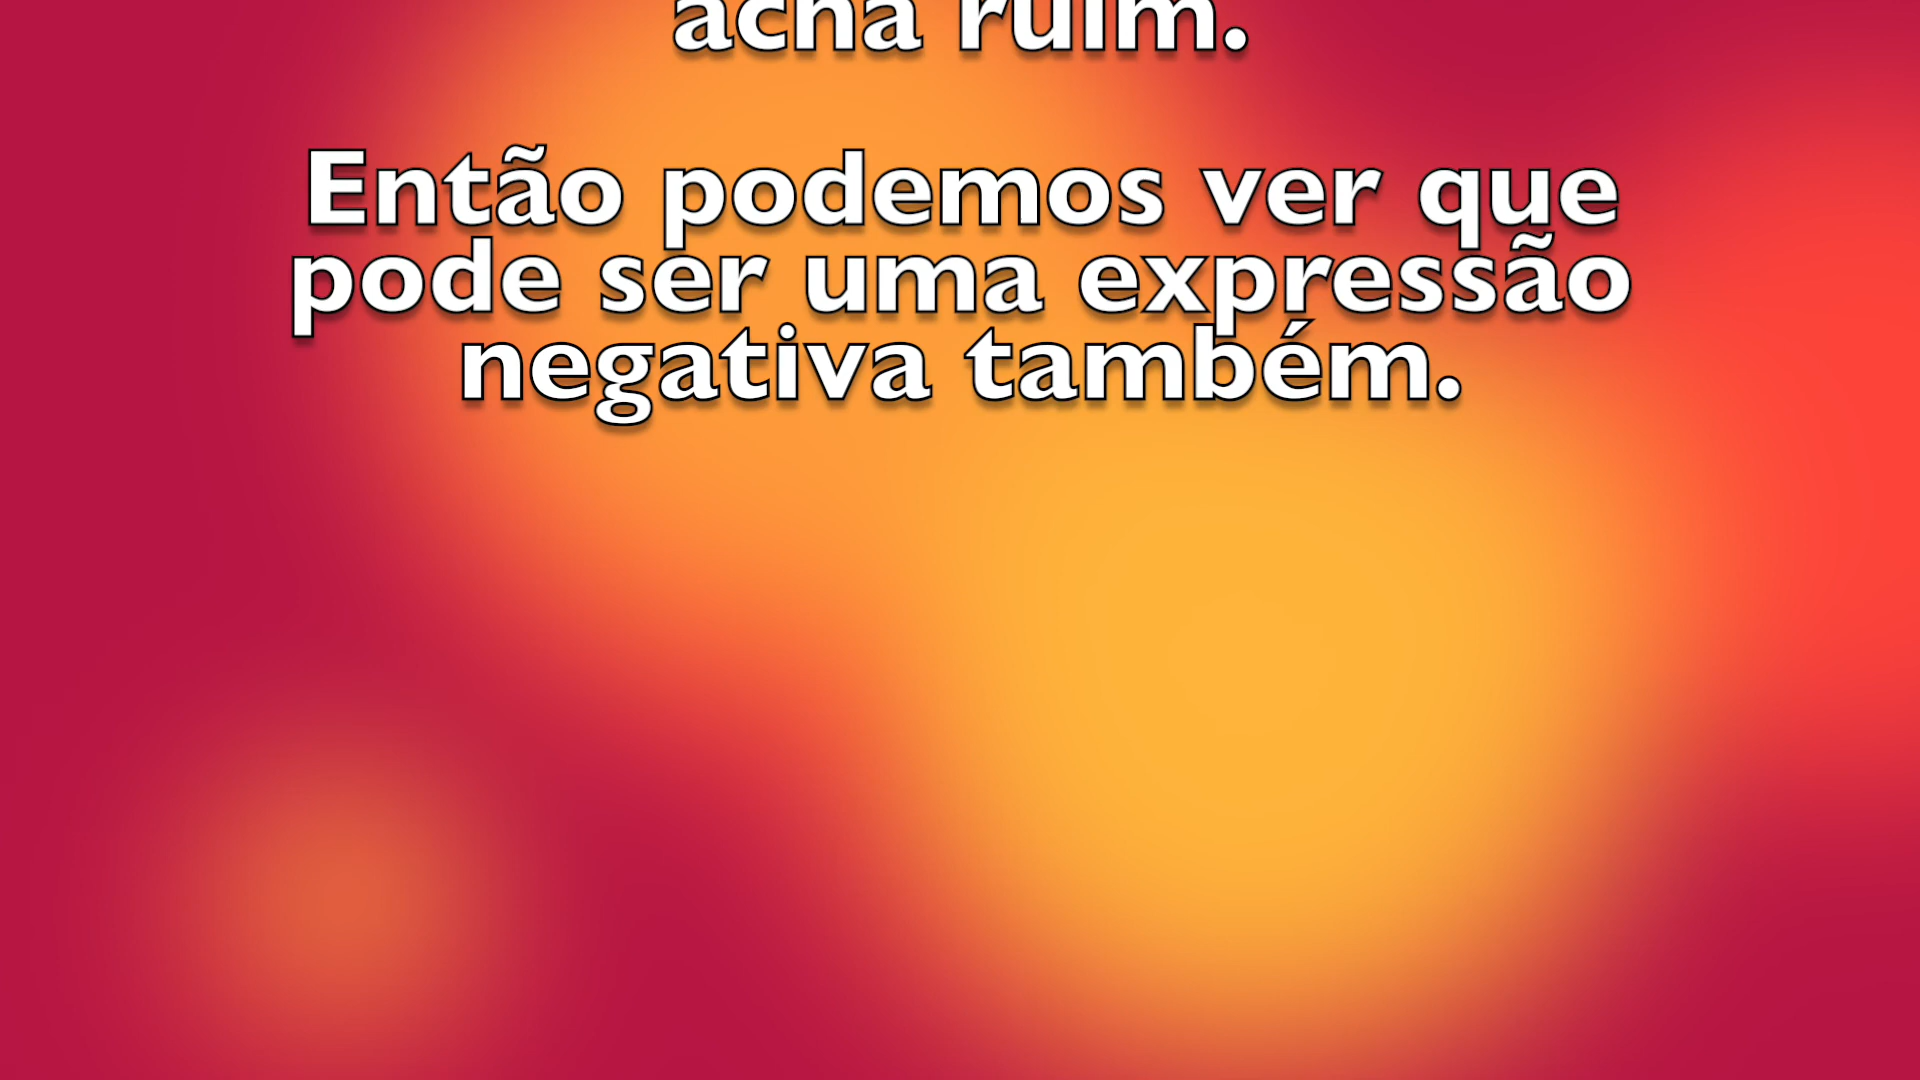 acha ruim.
Então podemos ver que
pode ser uma expressão
negativa também.